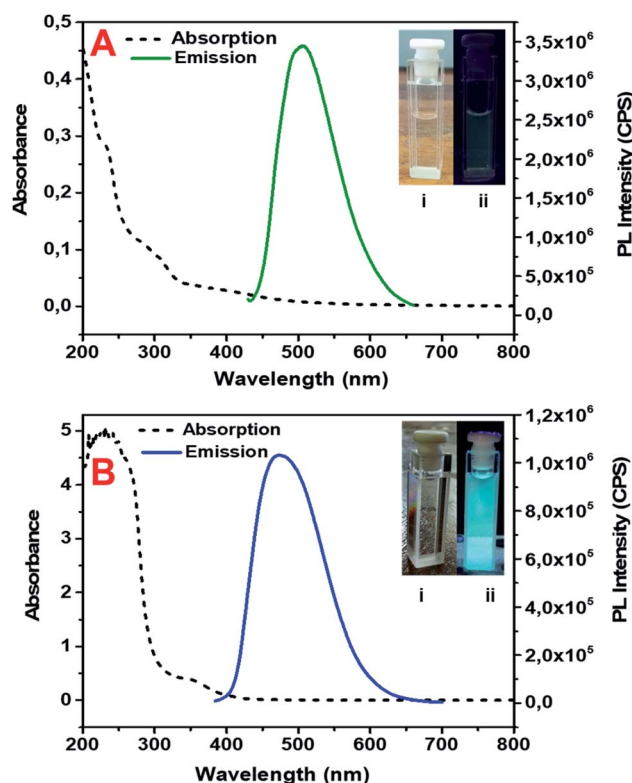 A
Absorption
Emission
0,5
0,4
0,3
0,2
0,1
0,0
Absorbance
3,5x10⁶
3,0x10⁶
2,5x10⁶
2,0x10⁶
1,5x10⁶
1,0x10⁶
5,0x10⁵
0,0
PL Intensity (CPS)
i ii
200 300 400 500 600 700 800
Wavelength (nm)
B
Absorption
Emission
5
4
3
2
1
0
Absorbance
1,2x10⁶
1,0x10⁶
8,0x10⁵
6,0x10⁵
4,0x10⁵
2,0x10⁵
0,0
PL Intensity (CPS)
i ii
200 300 400 500 600 700 800
Wavelength (nm)